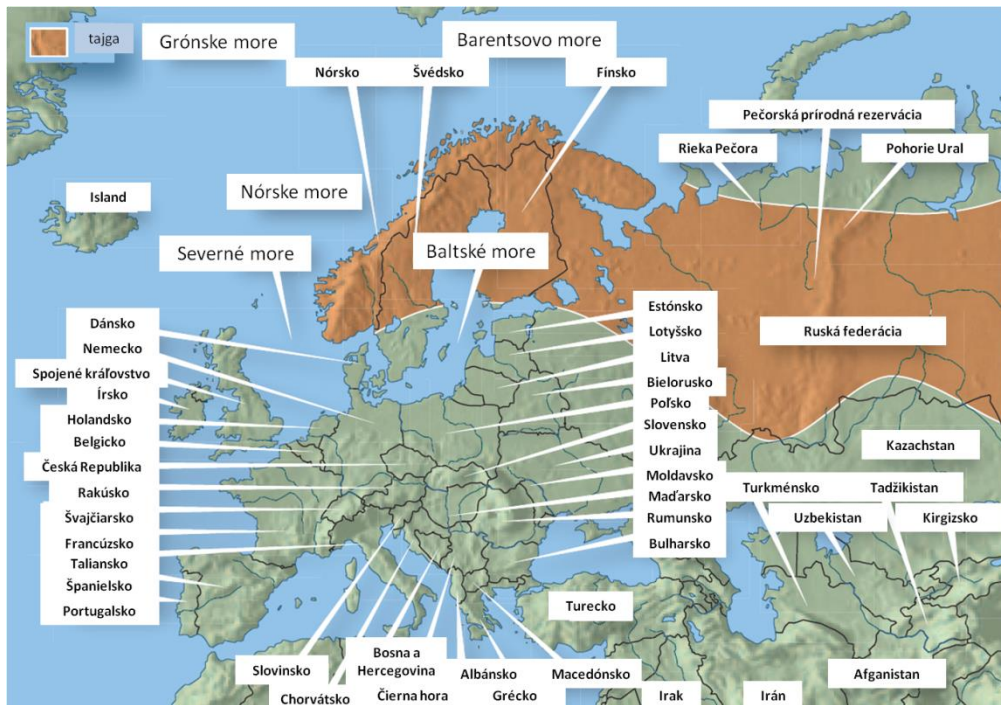 tajga
Grónske more
Barentsovo more
Nórsko
Švédsko
Fínsko
Pečorská prírodná rezervácia
Rieka Pečora
Pohorie Ural
Island
Nórske more
Severné more
Baltské more
Dánsko
Nemecko
Spojené kráľovstvo
Írsko
Holandsko
Belgicko
Česká Republika
Rakúsko
Švajčiarsko
Francúzsko
Taliansko
Španielsko
Portugalsko
Estónsko
Lotyšsko
Litva
Bielorusko
Poľsko
Slovensko
Ukrajina
Moldavsko
Maďarsko
Rumunsko
Bulharsko
Ruská federácia
Kazachstan
Turkménsko
Tadžikistan
Uzbekistan
Kirgizsko
Turecko
Slovinsko
Chorvátsko
Bosna a
Hercegovina
Čierna hora
Albánsko
Grécko
Macedónsko
Irak
Irán
Afganistan